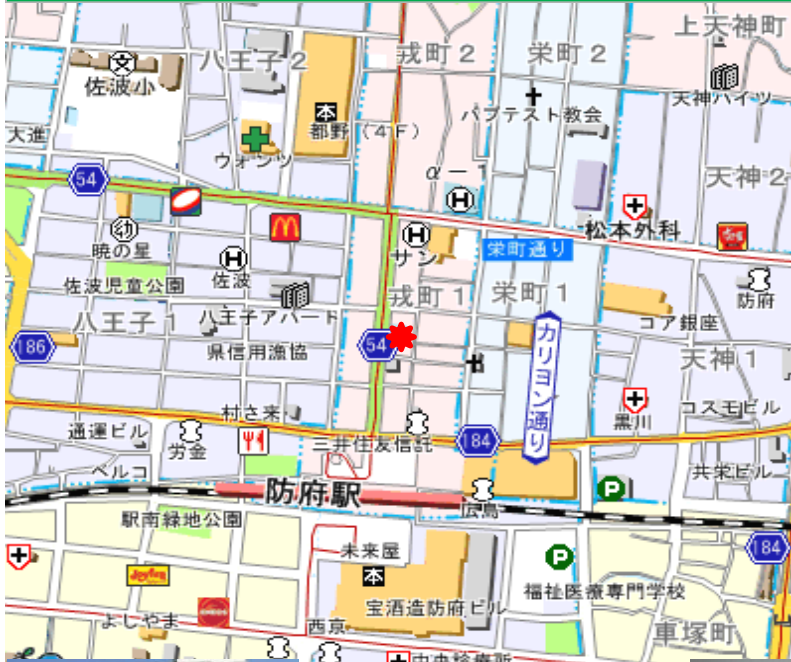 上天神町
八王子2
戎町2
栄町2
文
佐波小
本
都野(4F)
天神ハイツ
バプテスト教会
大進
ウォンツ
α-1
54
H
天神2
松本外科
幼
暁の星
M
H
サン
栄町通り
H
佐波
佐波児童公園
戎町1
栄町1
防府
八王子アパート
八王子1
コア銀座
カリヨン通り
186
54
県信用漁協
天神1
村さ来
コスモビル
黒川
通運ビル
労金
三井住友信託
184
ベルコ
共栄ビル
防府駅
P
広島
駅南緑地公園
未来屋
P
184
本
福祉医療専門学校
宝酒造防府ビル
よしやま
西京
車塚町
中央診療所